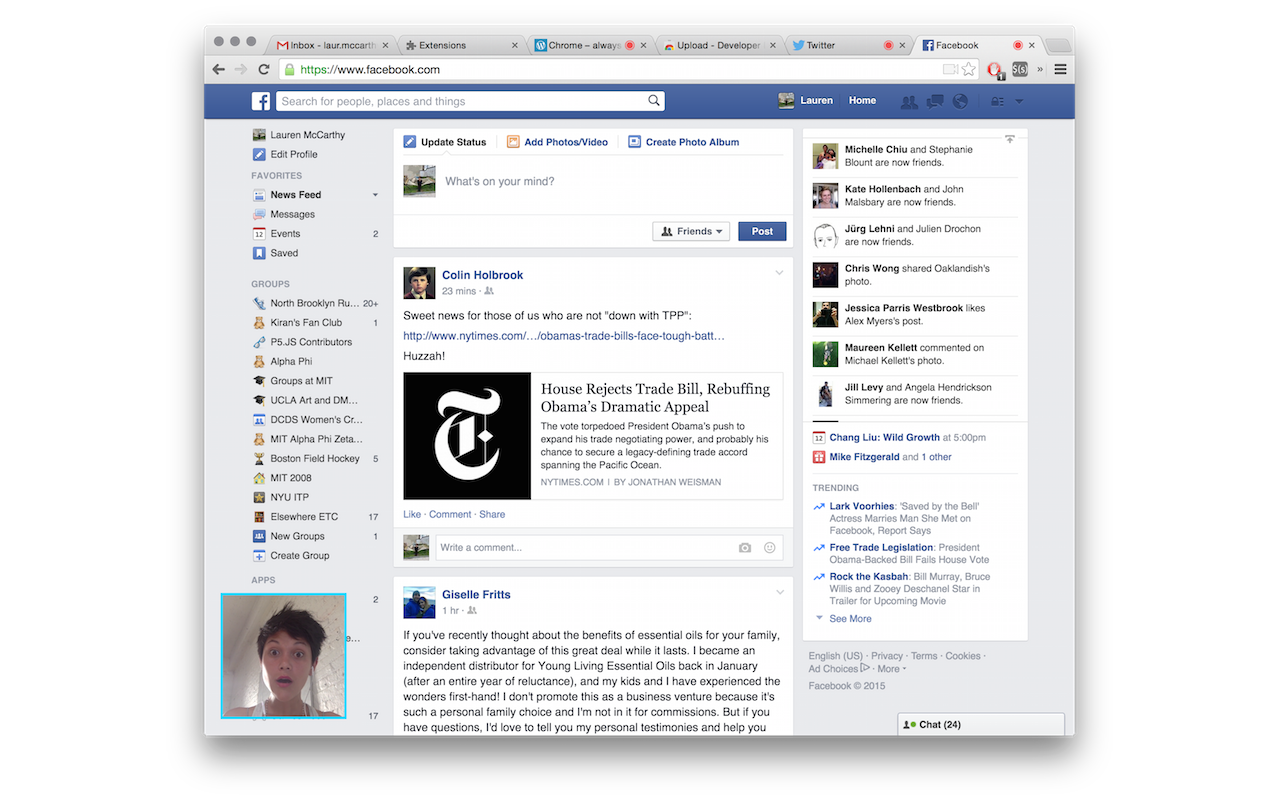 Inbox - laur.mccarth
Extensions
Chrome – always
Upload - Developer
Twitter
Facebook
https://www.facebook.com
S(s)
»
1
f
Search for people, places and things
Lauren
Home
Lauren McCarthy
Edit Profile
FAVORITES
News Feed
Messages
Events 2
Saved
GROUPS
North Brooklyn Ru... 20+
Kiran's Fan Club 1
P5.JS Contributors
Alpha Phi
Groups at MIT
UCLA Art and DM...
DCDS Women's Cr...
MIT Alpha Phi Zeta...
Boston Field Hockey 5
MIT 2008
NYU ITP
Elsewhere ETC 17
New Groups 1
Create Group
APPS
2
e...
17
Update Status
Add Photos/Video
Create Photo Album
What's on your mind?
Friends
Post
Colin Holbrook
23 mins ·
Sweet news for those of us who are not "down with TPP":
http://www.nytimes.com/…/obamas-trade-bills-face-tough-batt…
Huzzah!
House Rejects Trade Bill, Rebuffing
Obama's Dramatic Appeal
The vote torpedoed President Obama's push to
expand his trade negotiating power, and probably his
chance to secure a legacy-defining trade accord
spanning the Pacific Ocean.
NYTIMES.COM | BY JONATHAN WEISMAN
Like · Comment · Share
Write a comment...
Giselle Fritts
1 hr ·
If you've recently thought about the benefits of essential oils for your family,
consider taking advantage of this great deal while it lasts. I became an
independent distributor for Young Living Essential Oils back in January
(after an entire year of reluctance), and my kids and I have experienced the
wonders first-hand! I don't promote this as a business venture because it's
such a personal family choice and I'm not in it for commissions. But if you
have questions, I'd love to tell you my personal testimonies and help you
Michelle Chiu and Stephanie
Blount are now friends.
Kate Hollenbach and John
Malsbary are now friends.
Jürg Lehni and Julien Drochon
are now friends.
Chris Wong shared Oaklandish's
photo.
Jessica Parris Westbrook likes
Alex Myers's post.
Maureen Kellett commented on
Michael Kellett's photo.
Jill Levy and Angela Hendrickson
Simmering are now friends.
12 Chang Liu: Wild Growth at 5:00pm
Mike Fitzgerald and 1 other
TRENDING
Lark Voorhies: 'Saved by the Bell'
Actress Marries Man She Met on
Facebook, Report Says
Free Trade Legislation: President
Obama-Backed Bill Fails House Vote
Rock the Kasbah: Bill Murray, Bruce
Willis and Zooey Deschanel Star in
Trailer for Upcoming Movie
See More
English (US) · Privacy · Terms · Cookies ·
Ad Choices · More
Facebook © 2015
Chat (24)